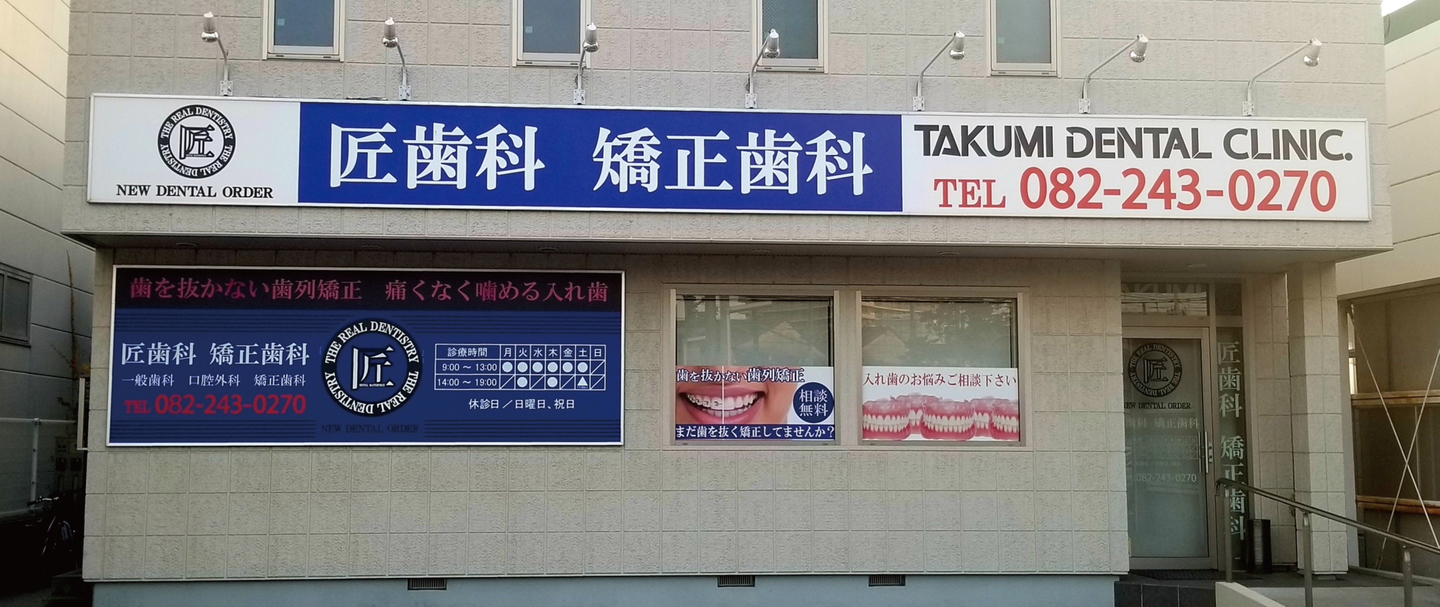 THE REAL DENTISTRY THE REAL DENTISTRY
匠
NEW DENTAL ORDER
匠歯科 矯正歯科
TAKUMI DENTAL CLINIC.
TEL 082-243-0270
歯を抜かない歯列矯正 痛くなく噛める入れ歯
匠歯科 矯正歯科
一般歯科 口腔外科 矯正歯科
TEL 082-243-0270
THE REAL DENTISTRY THE REAL DENTISTRY
匠
NEW DENTAL ORDER
診療時間 月 火 水 木 金 土 日
9:00 〜 13:00 ● ● ● ● ● ●
14:00 〜 19:00 ● ● ● ▲
休診日/日曜日、祝日
歯を抜かない歯列矯正
相談
無料
まだ歯を抜く矯正してませんか?
入れ歯のお悩みご相談下さい
TAKUMI
匠
NEW DENTAL ORDER
匠歯科 矯正歯科
082-243-0270
匠歯科 矯正歯科